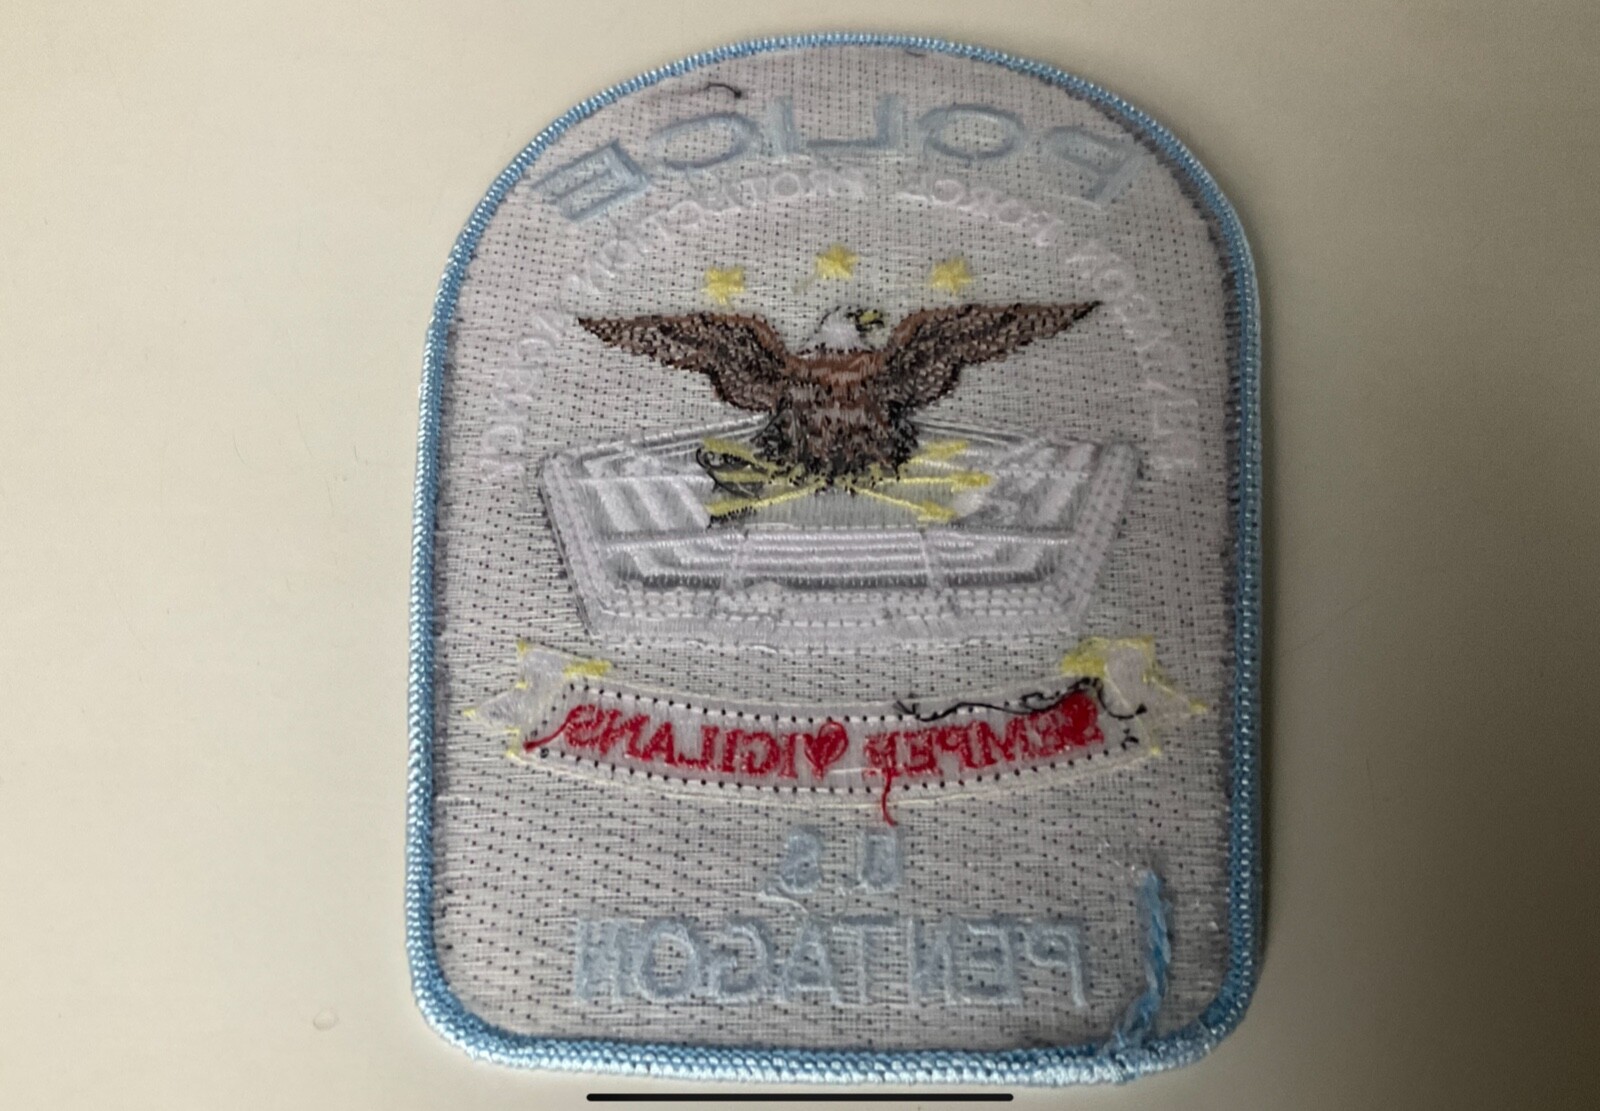 POLICE
PENTAGON FORCE PROTECTION AGENCY
SEMPER VIGILANS
U.S.
PENTAGON